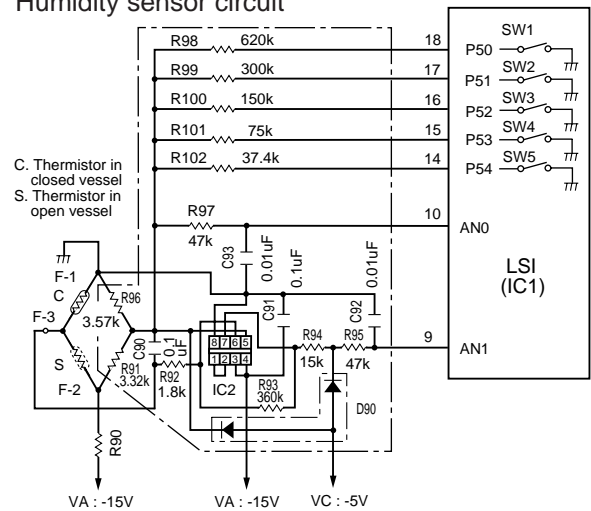 Humidity sensor circuit
R98 620k 18 P50 SW1
R99 300k 17 P51 SW2
R100 150k 16 P52 SW3
R101 75k 15 P53 SW4
R102 37.4k 14 P54 SW5
C. Thermistor in
closed vessel
S. Thermistor in
open vessel
R97 47k 10 AN0
LSI
(IC1)
C93 0.01uF
C91 0.1uF
C92 0.01uF
F-1
C
R96
3.57k
F-3
S
R91
3.32k
F-2
C90 0.1
uF
R92
1.8k
8 7 6 5
1 2 3 4
IC2
R94
15k
R95
47k
9 AN1
R93
360k
D90
R90
VA : -15V
VA : -15V
VC : -5V